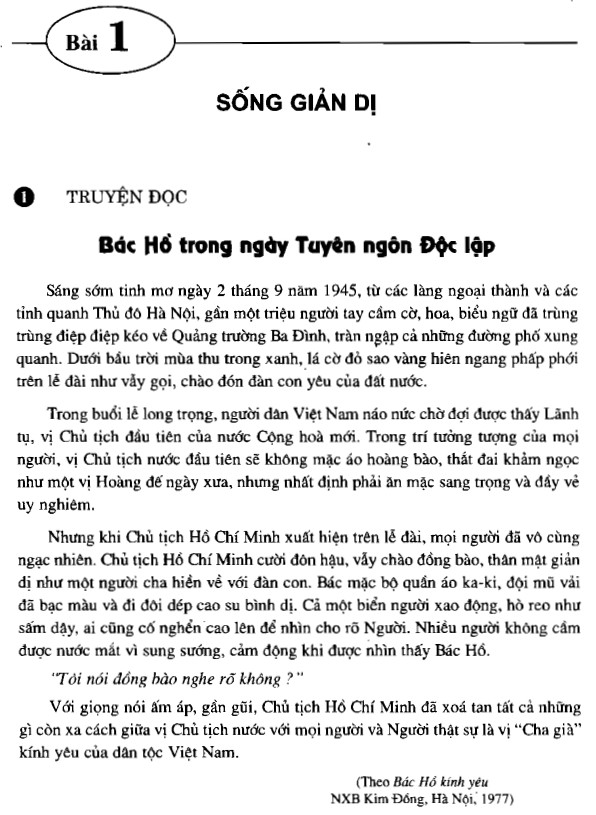 Bài 1
SỐNG GIẢN DỊ
1 TRUYỆN ĐỌC
Bác Hồ trong ngày Tuyên ngôn Độc lập
Sáng sớm tinh mơ ngày 2 tháng 9 năm 1945, từ các làng ngoại thành và các
tỉnh quanh Thủ đô Hà Nội, gần một triệu người tay cầm cờ, hoa, biểu ngữ đã trùng
trùng điệp điệp kéo về Quảng trường Ba Đình, tràn ngập cả những đường phố xung
quanh. Dưới bầu trời mùa thu trong xanh, lá cờ đỏ sao vàng hiên ngang phấp phới
trên lễ đài như vẫy gọi, chào đón đàn con yêu của đất nước.
Trong buổi lễ long trọng, người dân Việt Nam náo nức chờ đợi được thấy Lãnh
tụ, vị Chủ tịch đầu tiên của nước Cộng hoà mới. Trong trí tưởng tượng của mọi
người, vị Chủ tịch nước đầu tiên sẽ không mặc áo hoàng bào, thắt đai khảm ngọc
như một vị Hoàng đế ngày xưa, nhưng nhất định phải ăn mặc sang trọng và đầy vẻ
uy nghiêm.
Nhưng khi Chủ tịch Hồ Chí Minh xuất hiện trên lễ đài, mọi người đã vô cùng
ngạc nhiên. Chủ tịch Hồ Chí Minh cười đôn hậu, vẫy chào đồng bào, thân mật giản
dị như một người cha hiền về với đàn con. Bác mặc bộ quần áo ka-ki, đội mũ vải
đã bạc màu và đi đôi dép cao su bình dị. Cả một biển người xao động, hò reo như
sấm dậy, ai cũng cố nghển cao lên để nhìn cho rõ Người. Nhiều người không cầm
được nước mắt vì sung sướng, cảm động khi được nhìn thấy Bác Hồ.
"Tôi nói đồng bào nghe rõ không ?"
Với giọng nói ấm áp, gần gũi, Chủ tịch Hồ Chí Minh đã xoá tan tất cả những
gì còn xa cách giữa vị Chủ tịch nước với mọi người và Người thật sự là vị "Cha già"
kính yêu của dân tộc Việt Nam.
(Theo Bác Hồ kính yêu
NXB Kim Đồng, Hà Nội, 1977)